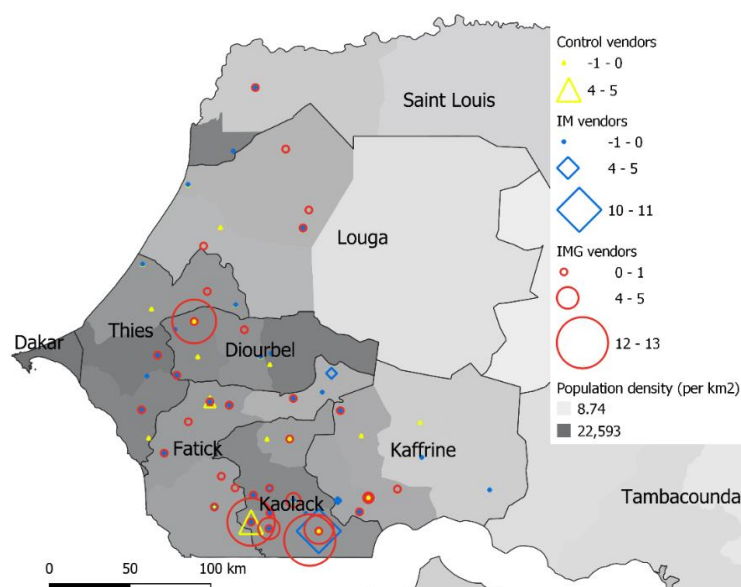 Control vendors
-1 - 0
4 - 5
IM vendors
-1 - 0
4 - 5
10 - 11
IMG vendors
0 - 1
4 - 5
12 - 13
Population density (per km2)
8.74
22,593
Saint Louis
Louga
Thies
Dakar
Diourbel
Fatick
Kaffrine
Kaolack
Tambacounda
0 50 100 km